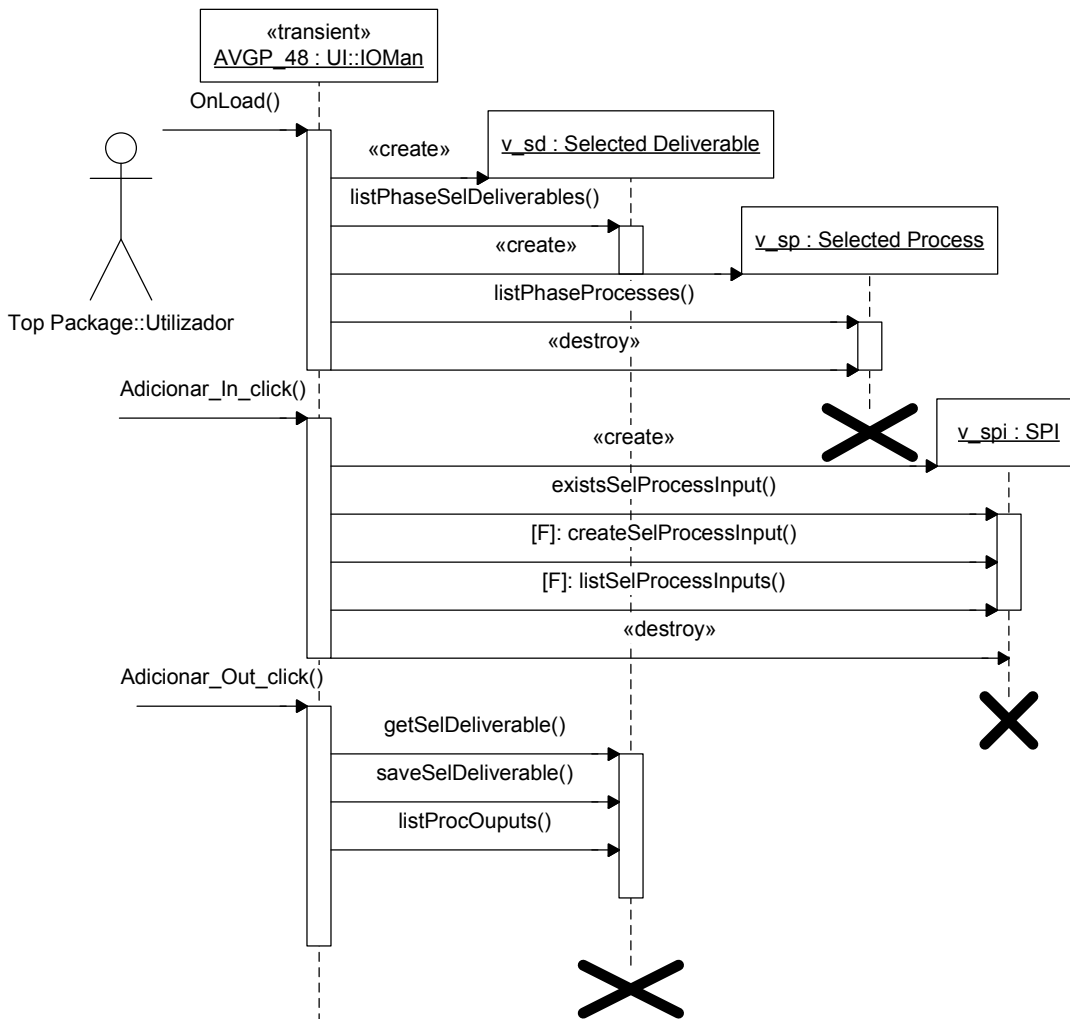 «transient»
AVGP_48 : UI::IOMan
OnLoad()
«create»
v_sd : Selected Deliverable
listPhaseSelDeliverables()
«create»
v_sp : Selected Process
listPhaseProcesses()
Top Package::Utilizador
«destroy»
Adicionar_In_click()
«create»
v_spi : SPI
existsSelProcessInput()
[F]: createSelProcessInput()
[F]: listSelProcessInputs()
«destroy»
Adicionar_Out_click()
getSelDeliverable()
saveSelDeliverable()
listProcOuputs()